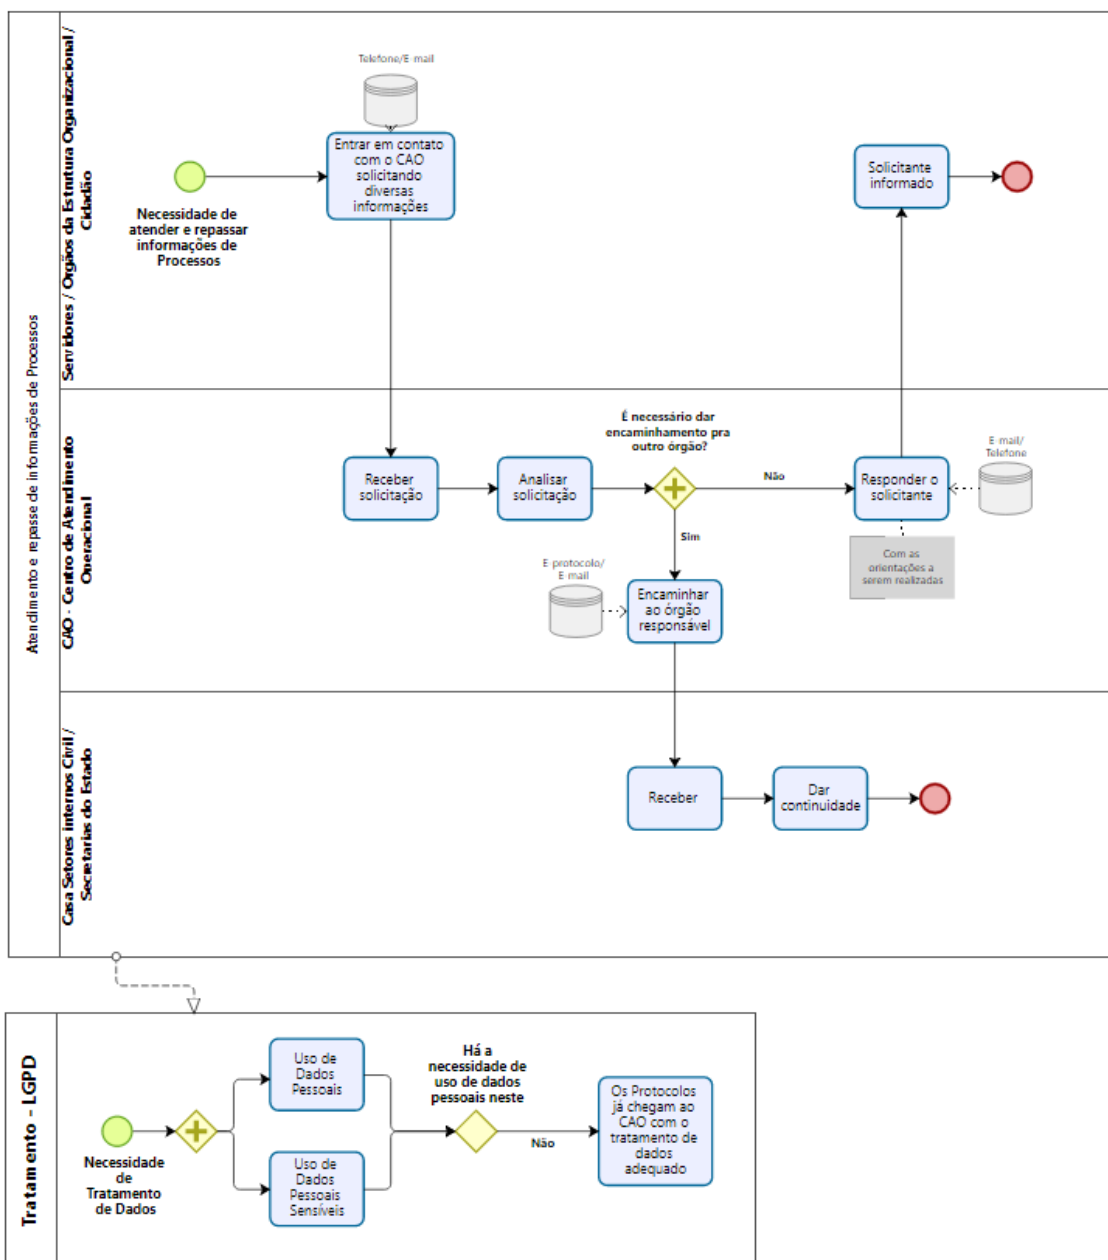 Atendimento e repasse de informações de Processos
Servidores / Orgãos da Estrutura Organizacional /
Cidadão
Telefone/E-mail
Entrar em contato
com o CAO
solicitando
diversas
informações
Necessidade de
atender e repassar
informações de
Processos
Solicitante
informado
CAO - Centro de Atendimento
Operacional
É necessário dar
encaminhamento pra
outro órgão?
Receber
solicitação
Analisar
solicitação
Não
Responder o
solicitante
E-mail/
Telefone
Sim
Com as
orientações a
serem realizadas
E-protocolo/
E-mail
Encaminhar
ao órgão
responsável
Casa Setores internos Civil /
Secretarias do Estado
Receber
Dar
continuidade
Tratamento - LGPD
Necessidade
de
Tratamento
de Dados
Uso de
Dados
Pessoais
Uso de
Dados
Pessoais
Sensíveis
Há a
necessidade de
uso de dados
pessoais neste
Não
Os Protocolos
já chegam ao
CAO com o
tratamento de
dados
adequado